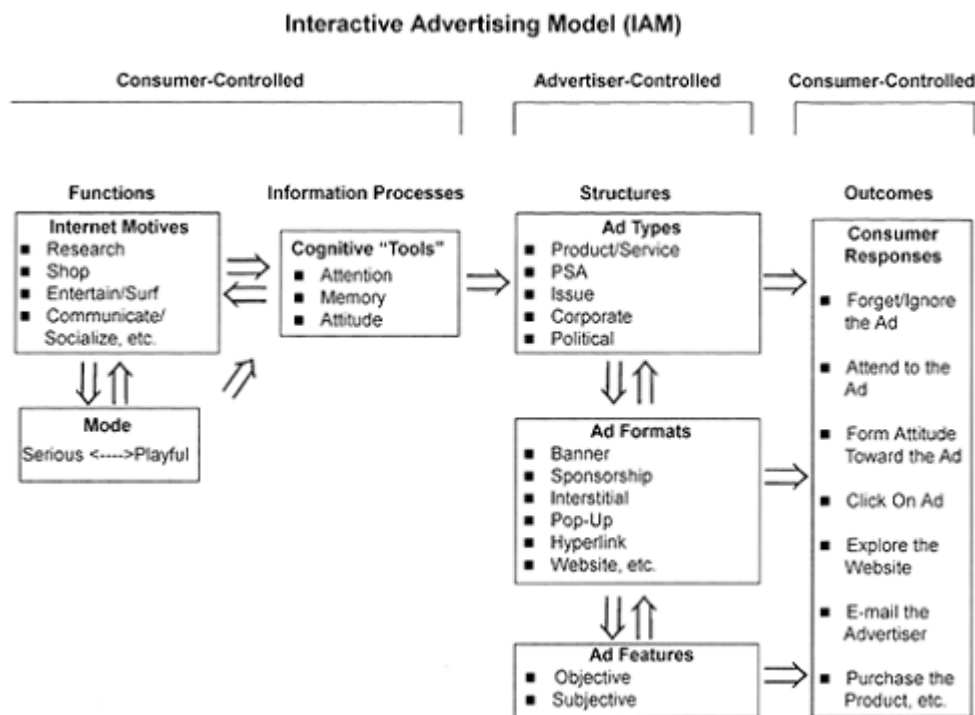 Interactive Advertising Model (IAM)
Consumer-Controlled
Advertiser-Controlled
Consumer-Controlled
Functions
Internet Motives
Research
Shop
Entertain/Surf
Communicate/
Socialize, etc.
Mode
Serious <---->Playful
Information Processes
Cognitive “Tools”
Attention
Memory
Attitude
Structures
Ad Types
Product/Service
PSA
Issue
Corporate
Political
Ad Formats
Banner
Sponsorship
Interstitial
Pop-Up
Hyperlink
Website, etc.
Ad Features
Objective
Subjective
Outcomes
Consumer
Responses
Forget/Ignore
the Ad
Attend to the
Ad
Form Attitude
Toward the Ad
Click On Ad
Explore the
Website
E-mail the
Advertiser
Purchase the
Product, etc.